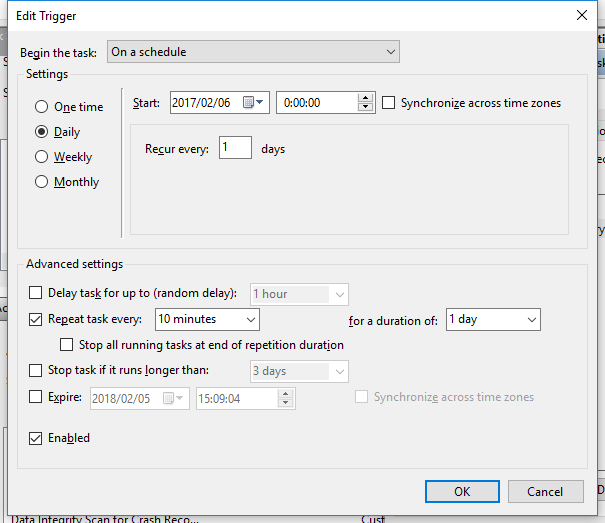 Edit Trigger
Begin the task: On a schedule
Settings
One time
Daily
Weekly
Monthly
Start: 2017/02/06 0:00:00 Synchronize across time zones
Recur every: 1 days
Advanced settings
Delay task for up to (random delay): 1 hour
Repeat task every: 10 minutes for a duration of: 1 day
Stop all running tasks at end of repetition duration
Stop task if it runs longer than: 3 days
Expire: 2018/02/05 15:09:04 Synchronize across time zones
Enabled
OK Cancel
Data Integrity Scan for Crash Reco... Cust